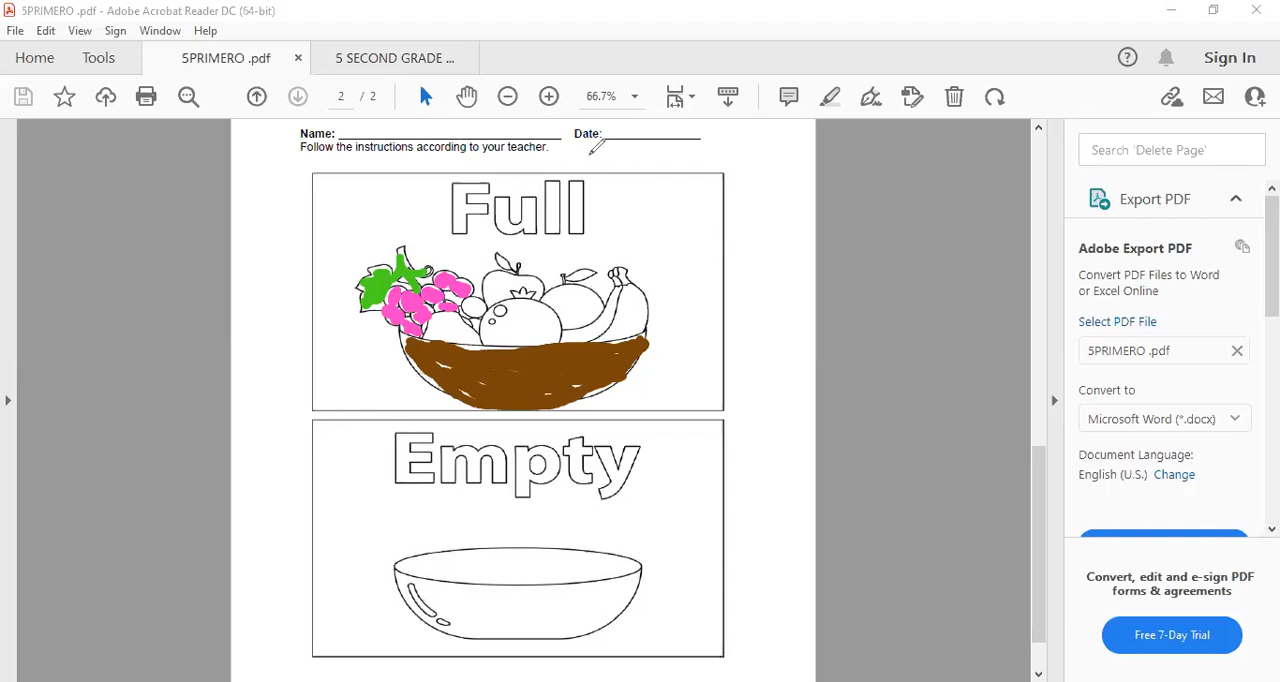 5PRIMERO .pdf - Adobe Acrobat Reader DC (64-bit)
File Edit View Sign Window Help
Home Tools 5PRIMERO .pdf × 5 SECOND GRADE ... Sign In
2 / 2 66.7%
Name: Date:
Follow the instructions according to your teacher.
Full
Empty
Search 'Delete Page'
Export PDF
Adobe Export PDF
Convert PDF Files to Word
or Excel Online
Select PDF File
5PRIMERO .pdf
Convert to
Microsoft Word (*.docx)
Document Language:
English (U.S.) Change
Convert, edit and e-sign PDF
forms & agreements
Free 7-Day Trial